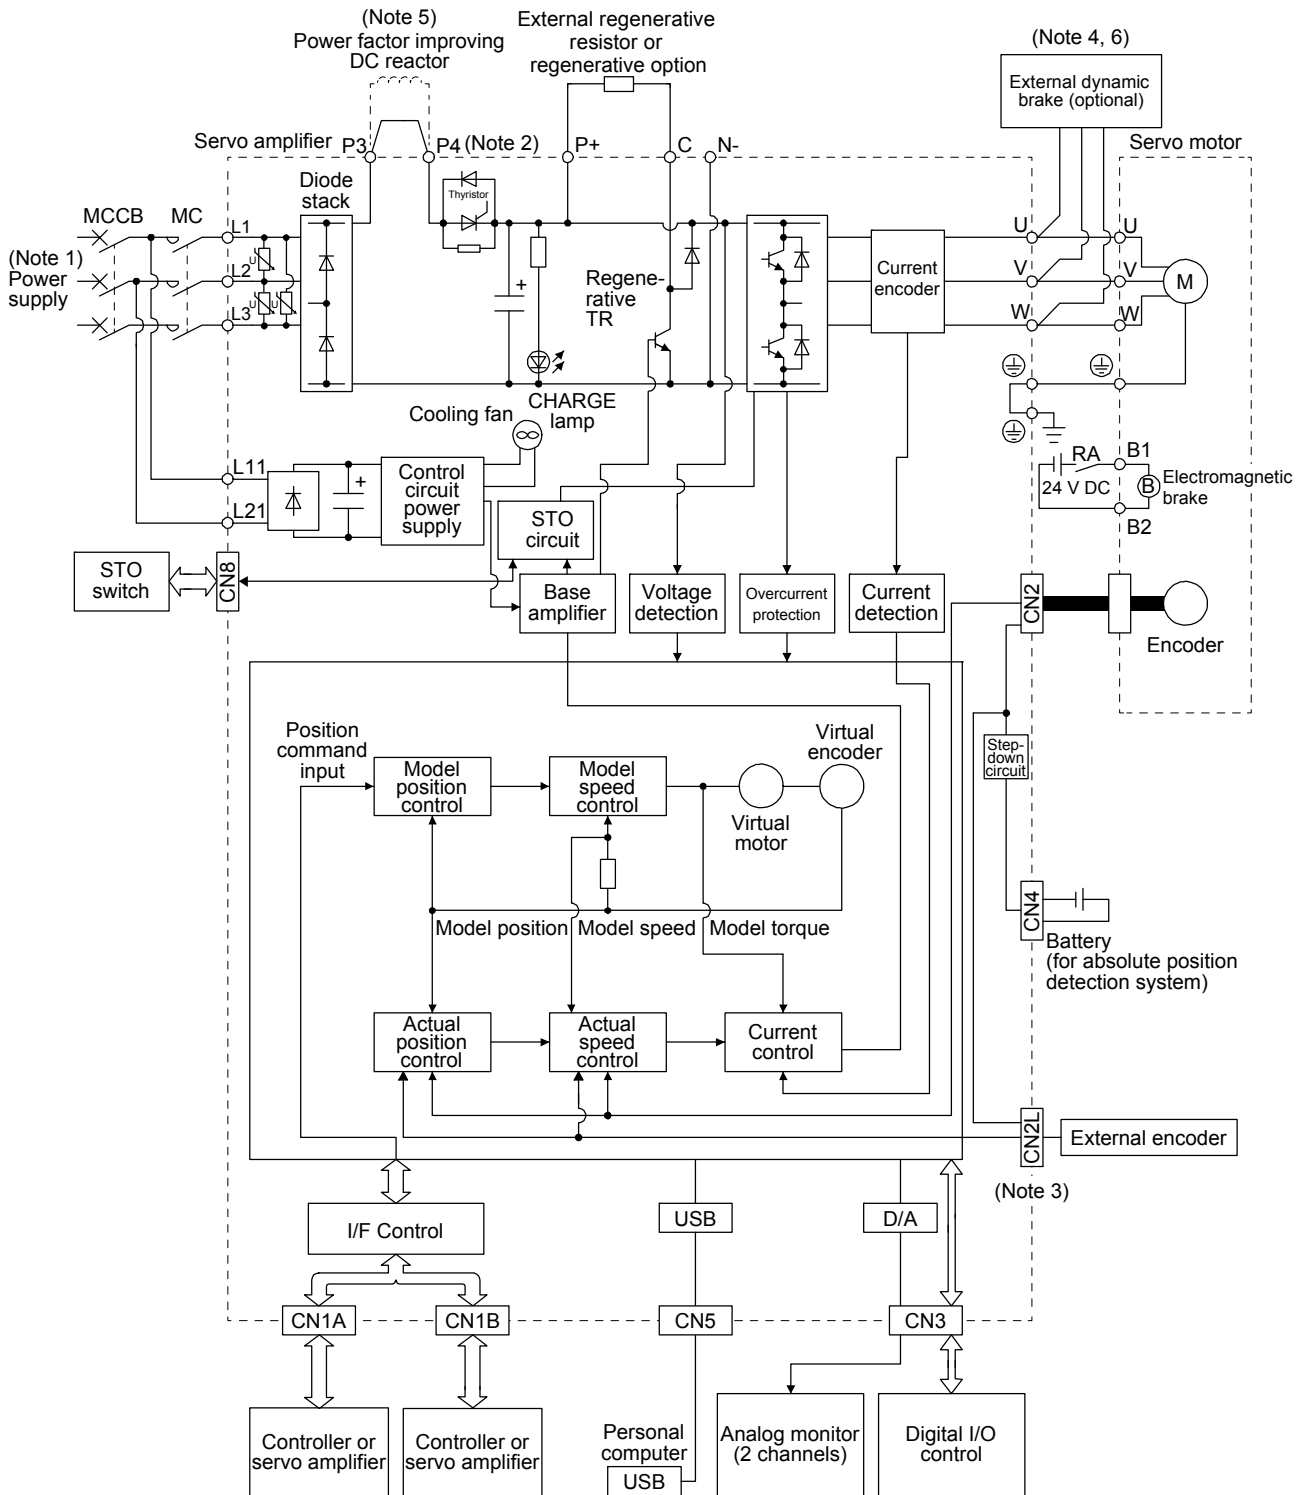 (Note 5)
Power factor improving
DC reactor
External regenerative
resistor or
regenerative option
(Note 4, 6)
External dynamic
brake (optional)
Servo amplifier
P3
P4
(Note 2)
P+
C
N-
Servo motor
Diode
stack
Thyristor
MCCB
MC
L1
L2
L3
U
U
U
(Note 1)
Power
supply
+
Regene-
rative
TR
Current
encoder
U
V
W
U
V
W
M
CHARGE
lamp
Cooling fan
L11
L21
+
Control
circuit
power
supply
STO
circuit
RA
24 V DC
B1
B
B2
Electromagnetic
brake
STO
switch
CN8
Base
amplifier
Voltage
detection
Overcurrent
protection
Current
detection
CN2
Encoder
Position
command
input
Model
position
control
Model
speed
control
Virtual
motor
Virtual
encoder
Step-
down
circuit
Model position
Model speed
Model torque
CN4
Battery
(for absolute position
detection system)
Actual
position
control
Actual
speed
control
Current
control
CN2L
External encoder
(Note 3)
I/F Control
USB
D/A
CN1A
CN1B
CN5
CN3
Controller or
servo amplifier
Controller or
servo amplifier
Personal
computer
USB
Analog monitor
(2 channels)
Digital I/O
control